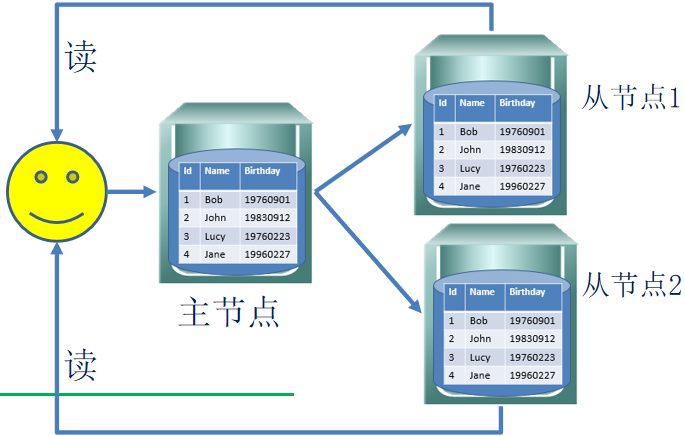 读
Id Name Birthday
1 Bob 19760901
2 John 19830912
3 Lucy 19760223
4 Jane 19960227
从节点1
Id Name Birthday
1 Bob 19760901
2 John 19830912
3 Lucy 19760223
4 Jane 19960227
主节点
Id Name Birthday
1 Bob 19760901
2 John 19830912
3 Lucy 19760223
4 Jane 19960227
从节点2
读